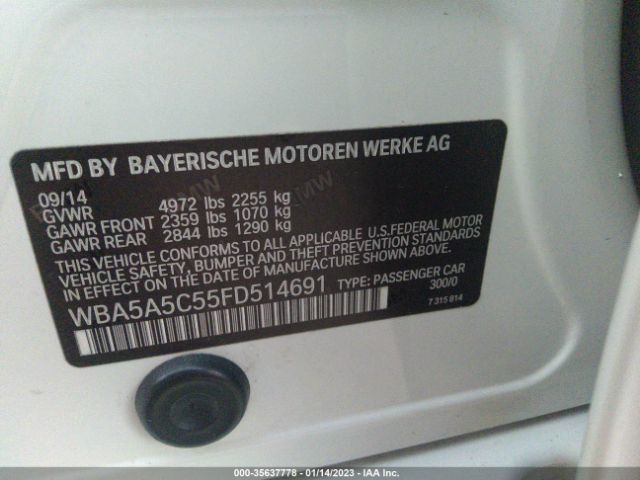 MFD BY BAYERISCHE MOTOREN WERKE AG
09/14
GVWR 4972 lbs 2255 kg
GAWR FRONT 2359 lbs 1070 kg
GAWR REAR 2844 lbs 1290 kg
THIS VEHICLE CONFORMS TO ALL APPLICABLE U.S.FEDERAL MOTOR
VEHICLE SAFETY, BUMPER AND THEFT PREVENTION STANDARDS
IN EFFECT ON THE DATE OF MANUFACTURE SHOWN ABOVE.
WBA5A5C55FD514691 TYPE: PASSENGER CAR
300/0
7 315 814
000-35637778 - 01/14/2023 - IAA Inc.